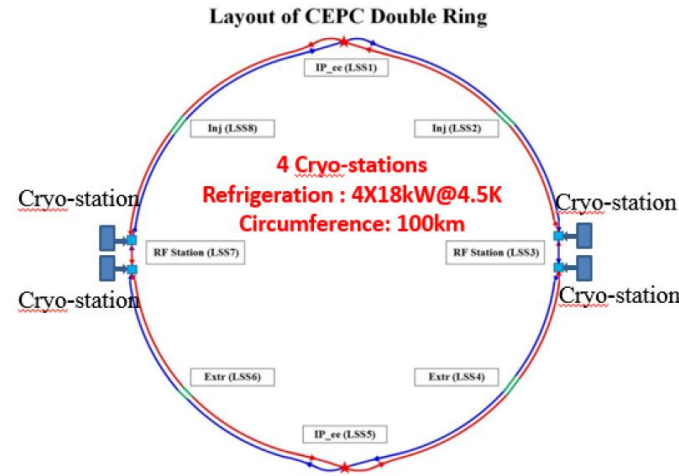 Layout of CEPC Double Ring
IP_ee (LSS1)
Inj (LSS8)
Inj (LSS2)
4 Cryo-stations
Refrigeration : 4X18kW@4.5K
Circumference: 100km
Cryo-station
Cryo-station
RF Station (LSS7)
RF Station (LSS3)
Cryo-station
Cryo-station
Extr (LSS6)
Extr (LSS4)
IP_ee (LSS5)